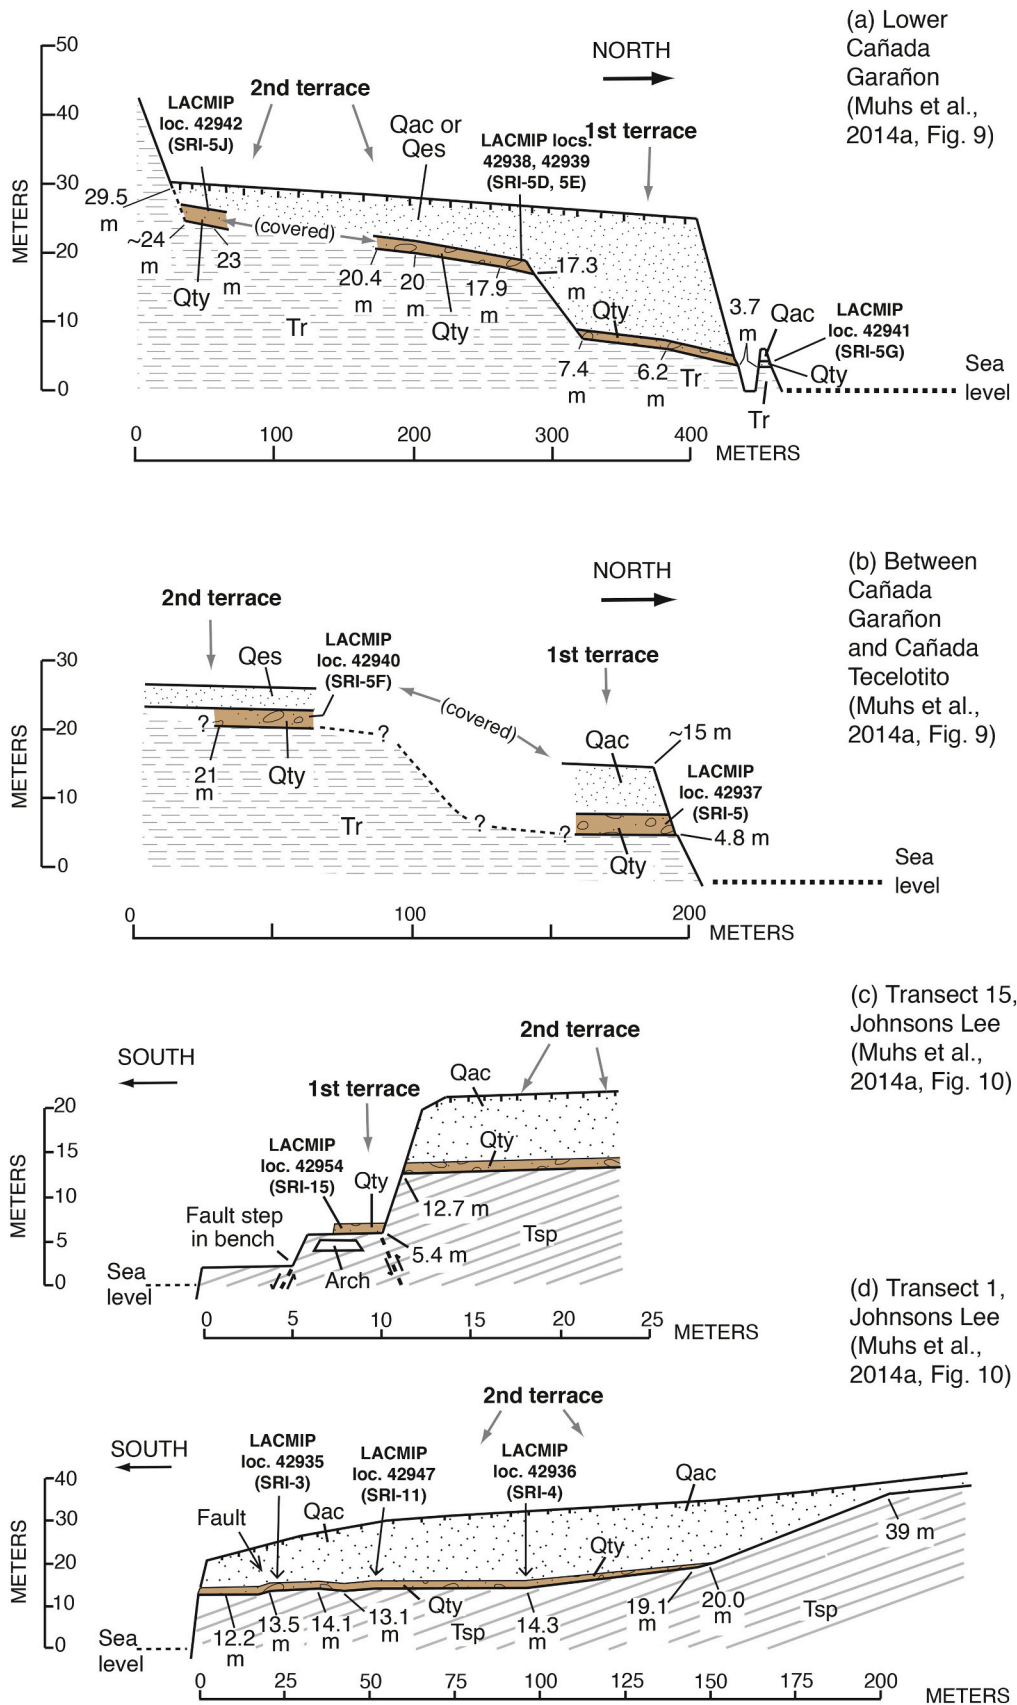 (a) Lower
Cañada
Garañon
(Muhs et al.,
2014a, Fig. 9)
50
40
30
20
10
0
METERS
NORTH
2nd terrace
1st terrace
LACMIP
loc. 42942
(SRI-5J)
Qac or
Qes
LACMIP locs.
42938, 42939
(SRI-5D, 5E)
29.5
m
~24
m
23
m
(covered)
Qty
20.4
m
20
m
17.9
m
17.3
m
Qty
Qty
Tr
7.4
m
6.2
m
Tr
3.7
m
Qac
LACMIP
loc. 42941
(SRI-5G)
Qty
Tr
Sea
level
0
100
200
300
400
METERS
(b) Between
Cañada
Garañon
and Cañada
Tecelotito
(Muhs et al.,
2014a, Fig. 9)
NORTH
2nd terrace
1st terrace
30
20
10
0
METERS
Qes
LACMIP
loc. 42940
(SRI-5F)
(covered)
?
?
?
?
21
m
Qty
Tr
Qac
~15 m
LACMIP
loc. 42937
(SRI-5)
4.8 m
Qty
Sea
level
0
100
200
METERS
(c) Transect 15,
Johnsons Lee
(Muhs et al.,
2014a, Fig. 10)
SOUTH
2nd terrace
1st terrace
20
15
10
5
0
METERS
Qac
Qty
LACMIP
loc. 42954
(SRI-15)
Qty
Fault step
in bench
12.7 m
5.4 m
Tsp
Arch
Sea
level
0
5
10
15
20
25
METERS
(d) Transect 1,
Johnsons Lee
(Muhs et al.,
2014a, Fig. 10)
SOUTH
2nd terrace
40
30
20
10
0
METERS
LACMIP
loc. 42935
(SRI-3)
LACMIP
loc. 42947
(SRI-11)
LACMIP
loc. 42936
(SRI-4)
Fault
Qac
Qac
Qty
39 m
12.2
m
13.5
m
14.1
m
13.1
m
Qty
Tsp
14.3
m
19.1
m
20.0
m
Tsp
Sea
level
0
25
50
75
100
125
150
175
200
METERS